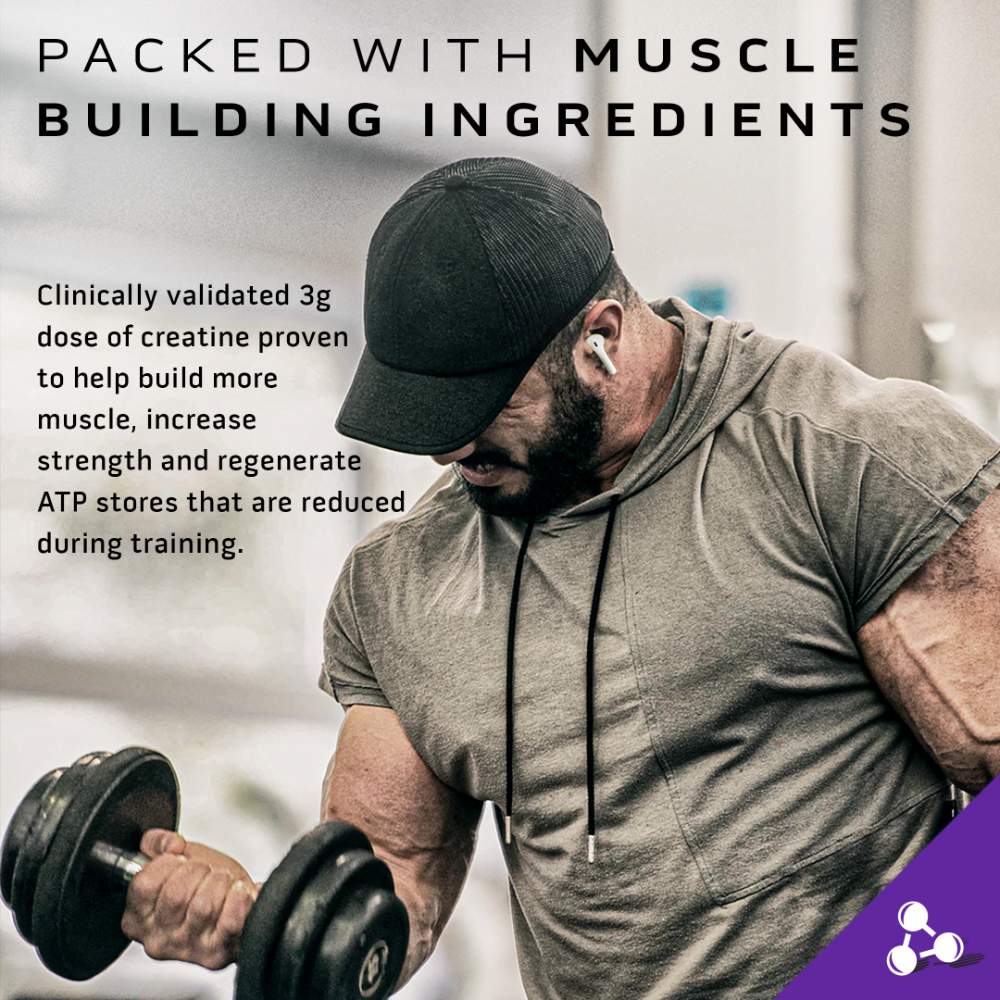 PACKED WITH MUSCLE
BUILDING INGREDIENTS
Clinically validated 3g
dose of creatine proven
to help build more
muscle, increase
strength and regenerate
ATP stores that are reduced
during training.